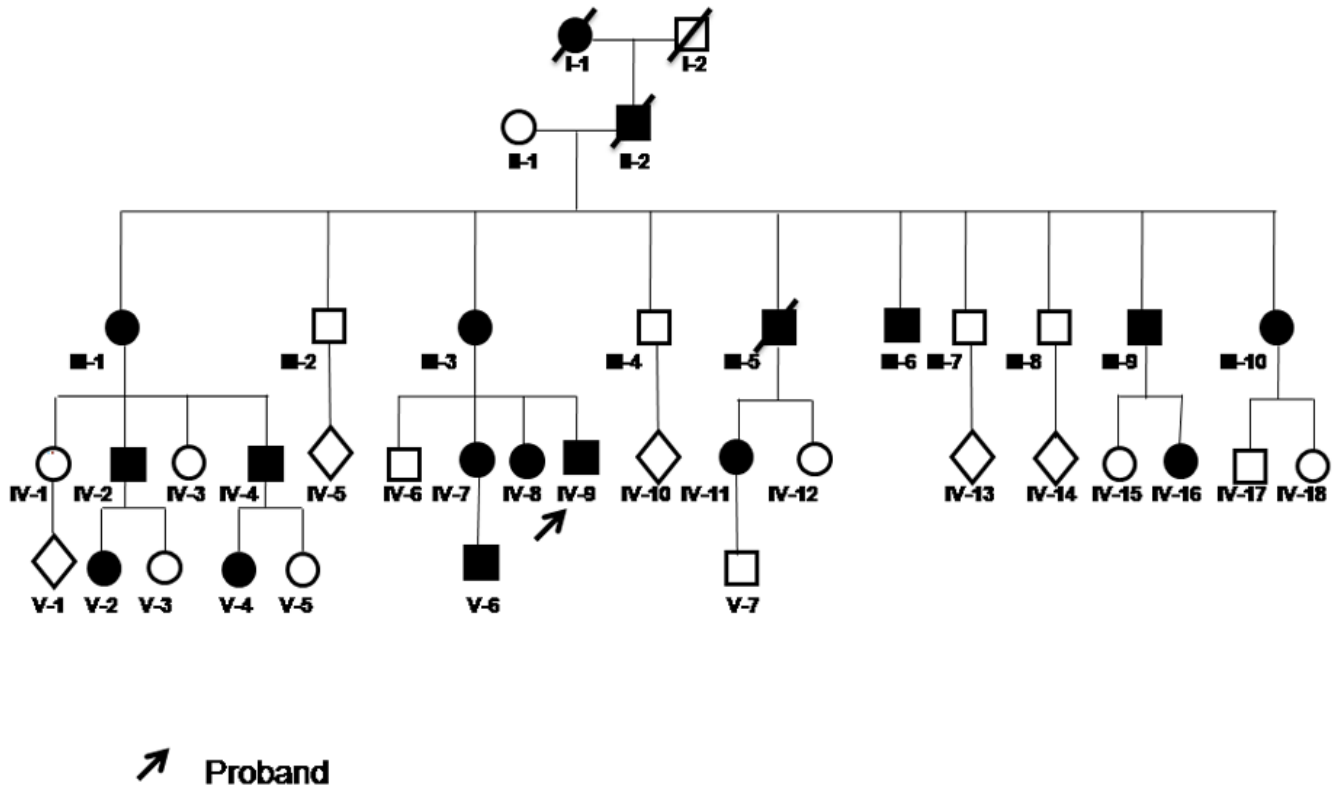 I-1 I-2
II-1 II-2
III-1 III-2 III-3 III-4 III-5 III-6 III-7 III-8 III-9 III-10
IV-1 IV-2 IV-3 IV-4 IV-5 IV-6 IV-7 IV-8 IV-9 IV-10 IV-11 IV-12 IV-13 IV-14 IV-15 IV-16 IV-17 IV-18
V-1 V-2 V-3 V-4 V-5 V-6 V-7
Proband